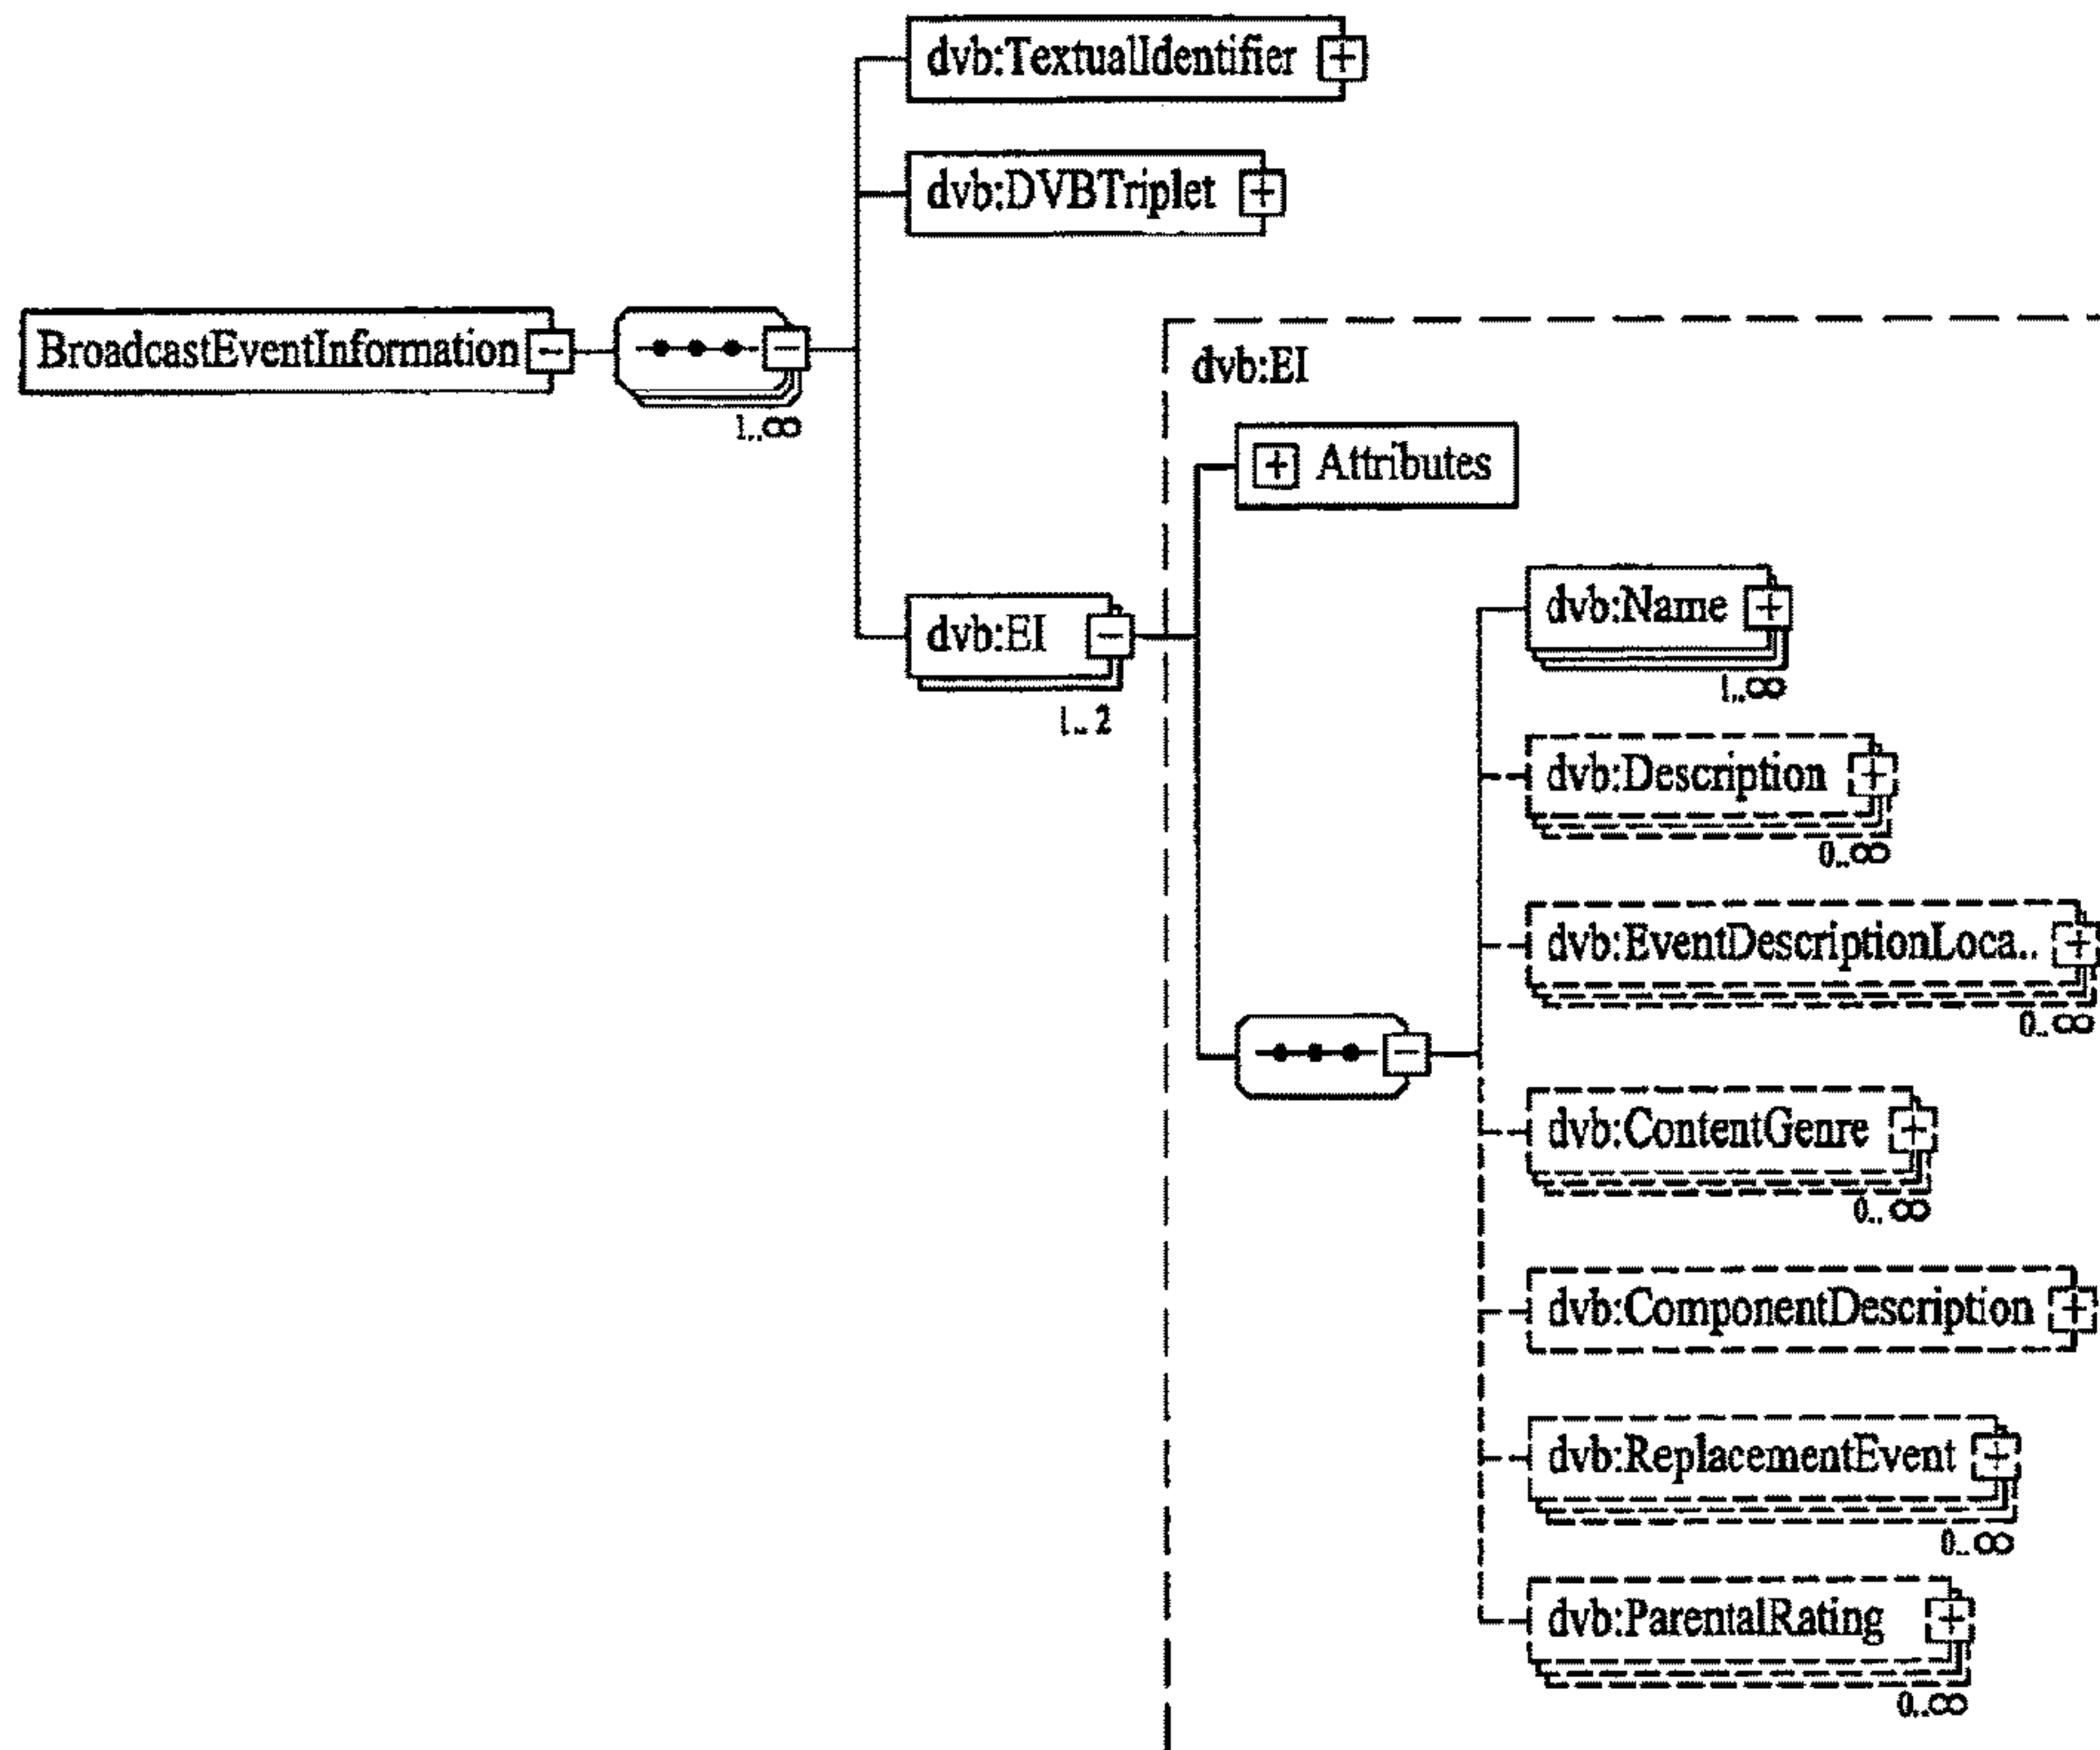 dvb:TextualIdentifier
dvb:DVBTriplet
BroadcastEventInformation
1..∞
dvb:EI
Attributes
dvb:EI
1..2
dvb:Name
1..∞
dvb:Description
0..∞
dvb:EventDescriptionLoca..
0..∞
dvb:ContentGenre
0..∞
dvb:ComponentDescription
dvb:ReplacementEvent
0..∞
dvb:ParentalRating
0..∞